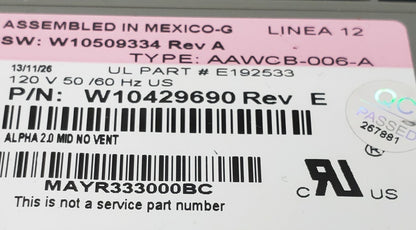 ASSEMBLED IN MEXICO-G LINEA 12
SW: W10509334 Rev A
TYPE: AAWCB-006-A
13/11/26 UL PART # E192533
120 V 50 /60 Hz US
P/N: W10429690 Rev E
QC
PASSED
267881
ALPHA 2.0 MID NO VENT
MAYR333000BC
This is not a service part number
C RU US
®